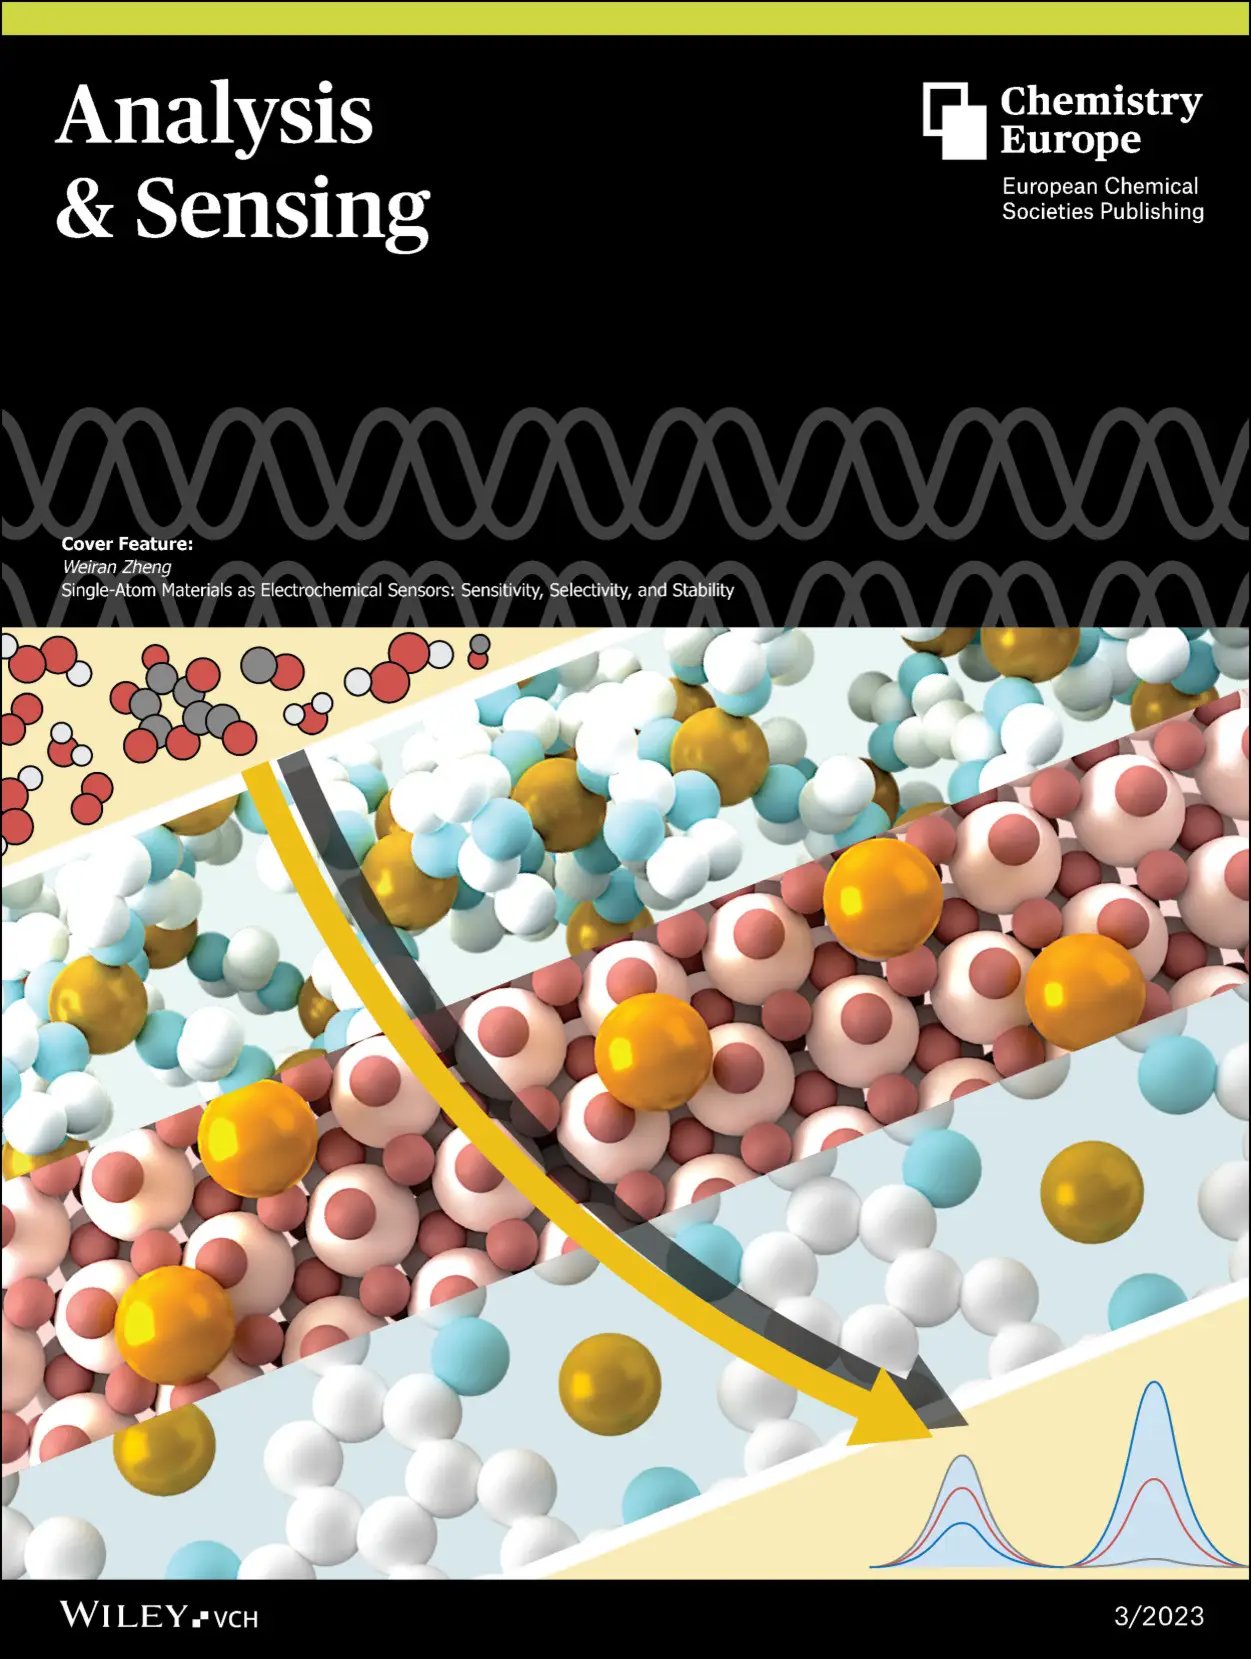 Analysis
& Sensing
Chemistry
Europe
European Chemical
Societies Publishing
Cover Feature:
Weiran Zheng
Single-Atom Materials as Electrochemical Sensors: Sensitivity, Selectivity, and Stability
WILEY VCH
3/2023